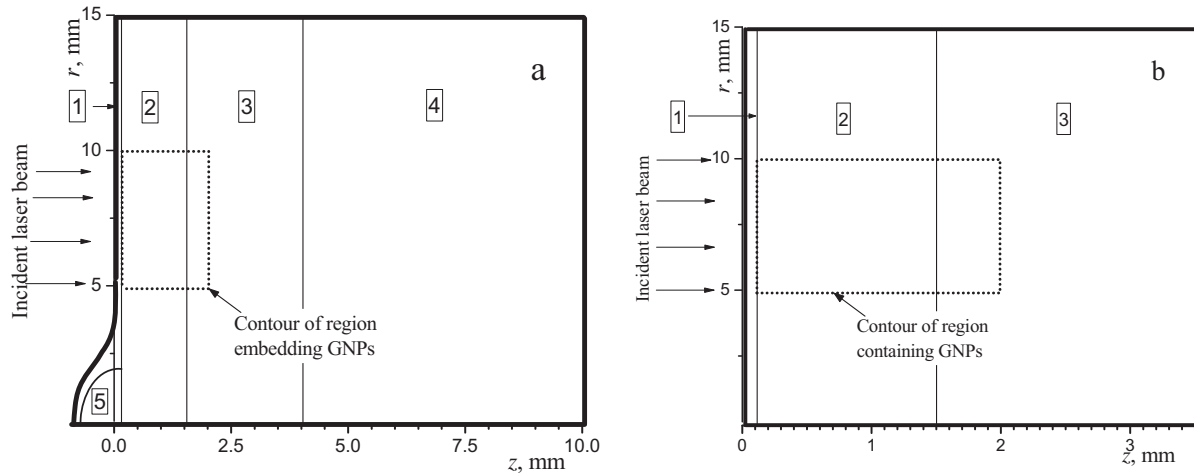 15
r, mm
10
5
0.0
2.5
5.0
7.5
10.0
z, mm
a
1
2
3
4
5
Incident laser beam
Contour of region
embedding GNPs
15
r, mm
10
5
0
1
2
3
z, mm
b
1
2
3
Incident laser beam
Contour of region
containing GNPs